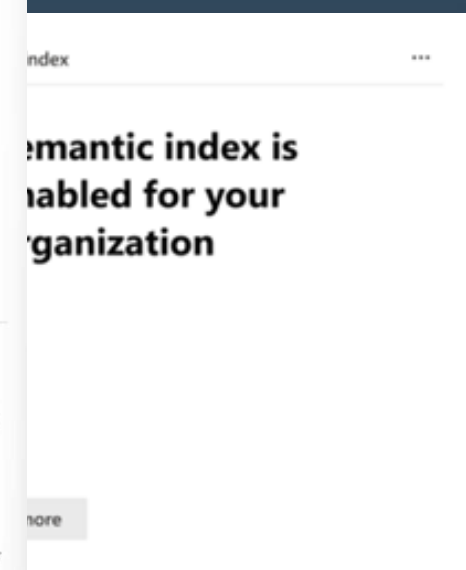 ndex
emantic index is
nabled for your
rganization
nore